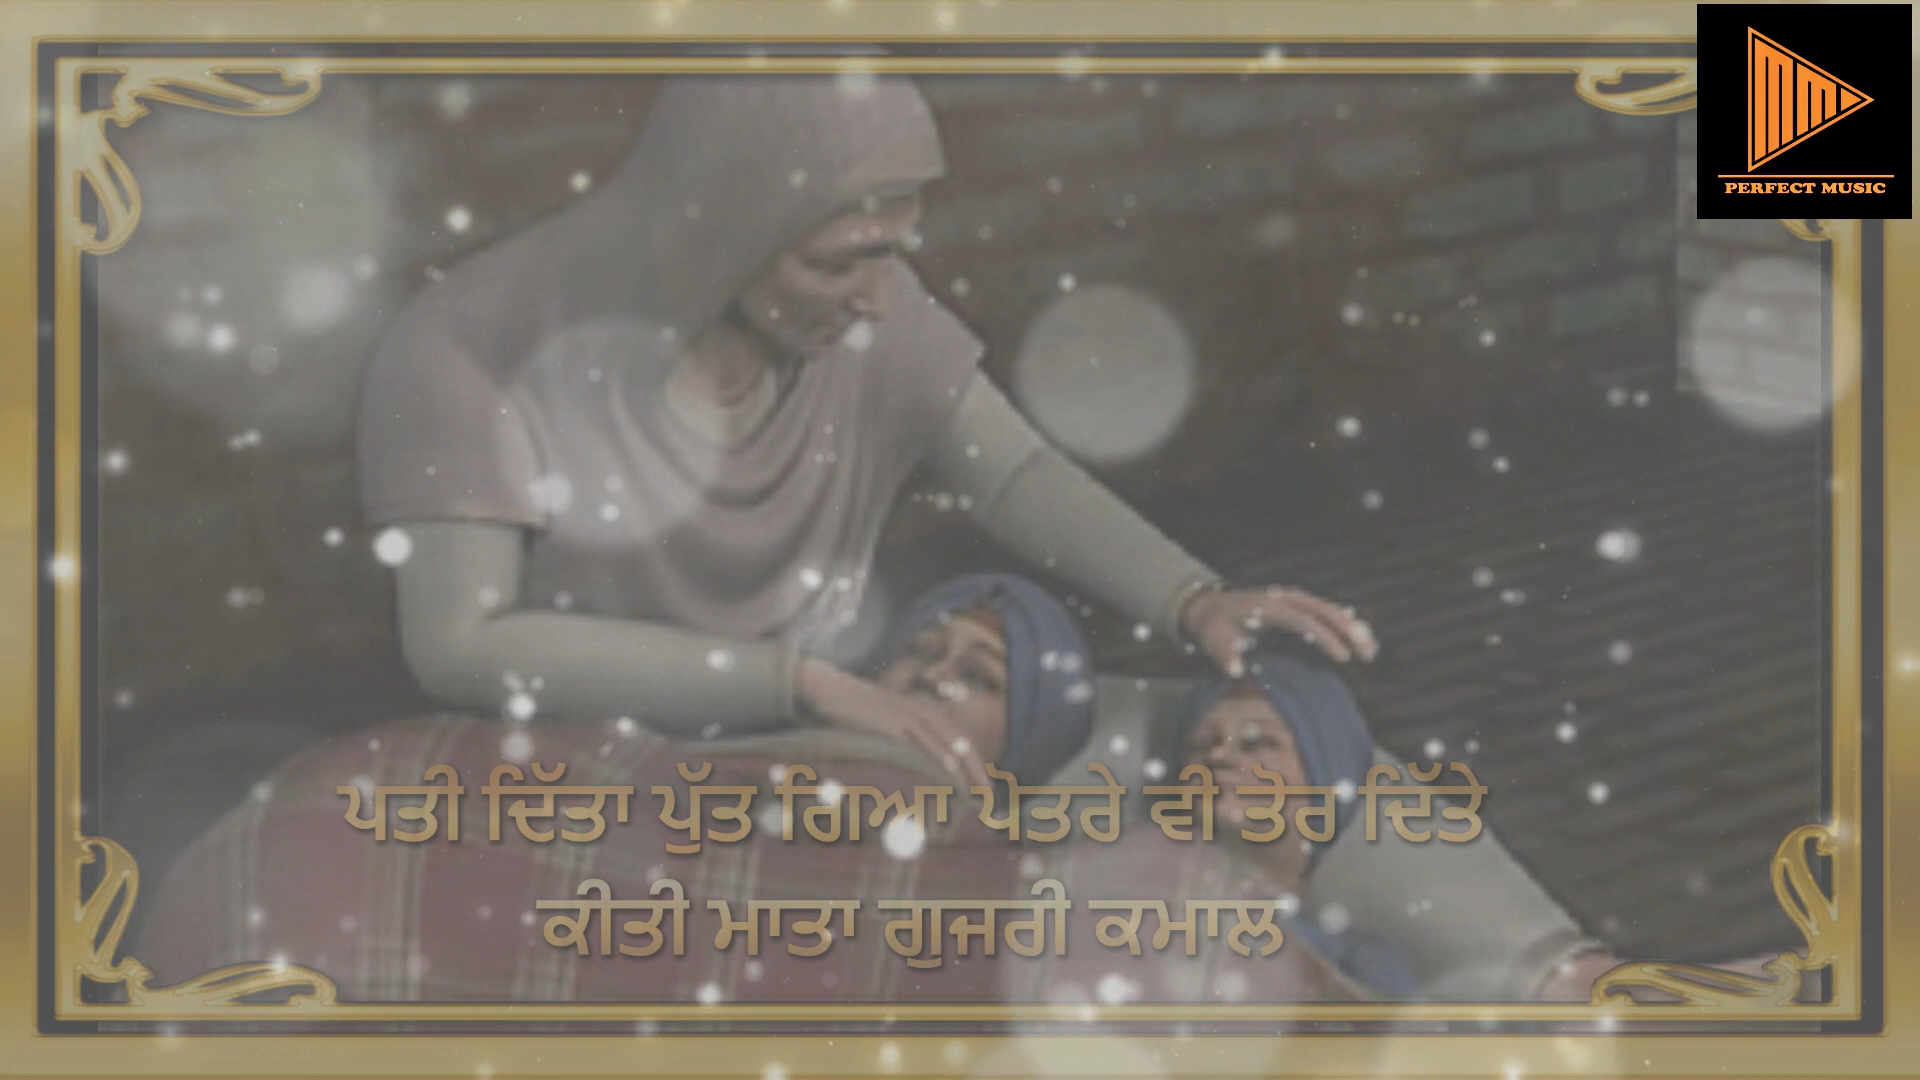 PERFECT MUSIC
ਪਤੀ ਦਿੱਤਾ ਪੁੱਤ ਗਿਆ ਪੋਤਰੇ ਵੀ ਤੋਰ ਦਿੱਤੇ
ਕੀਤੀ ਮਾਤਾ ਗੁਜਰੀ ਕਮਾਲ